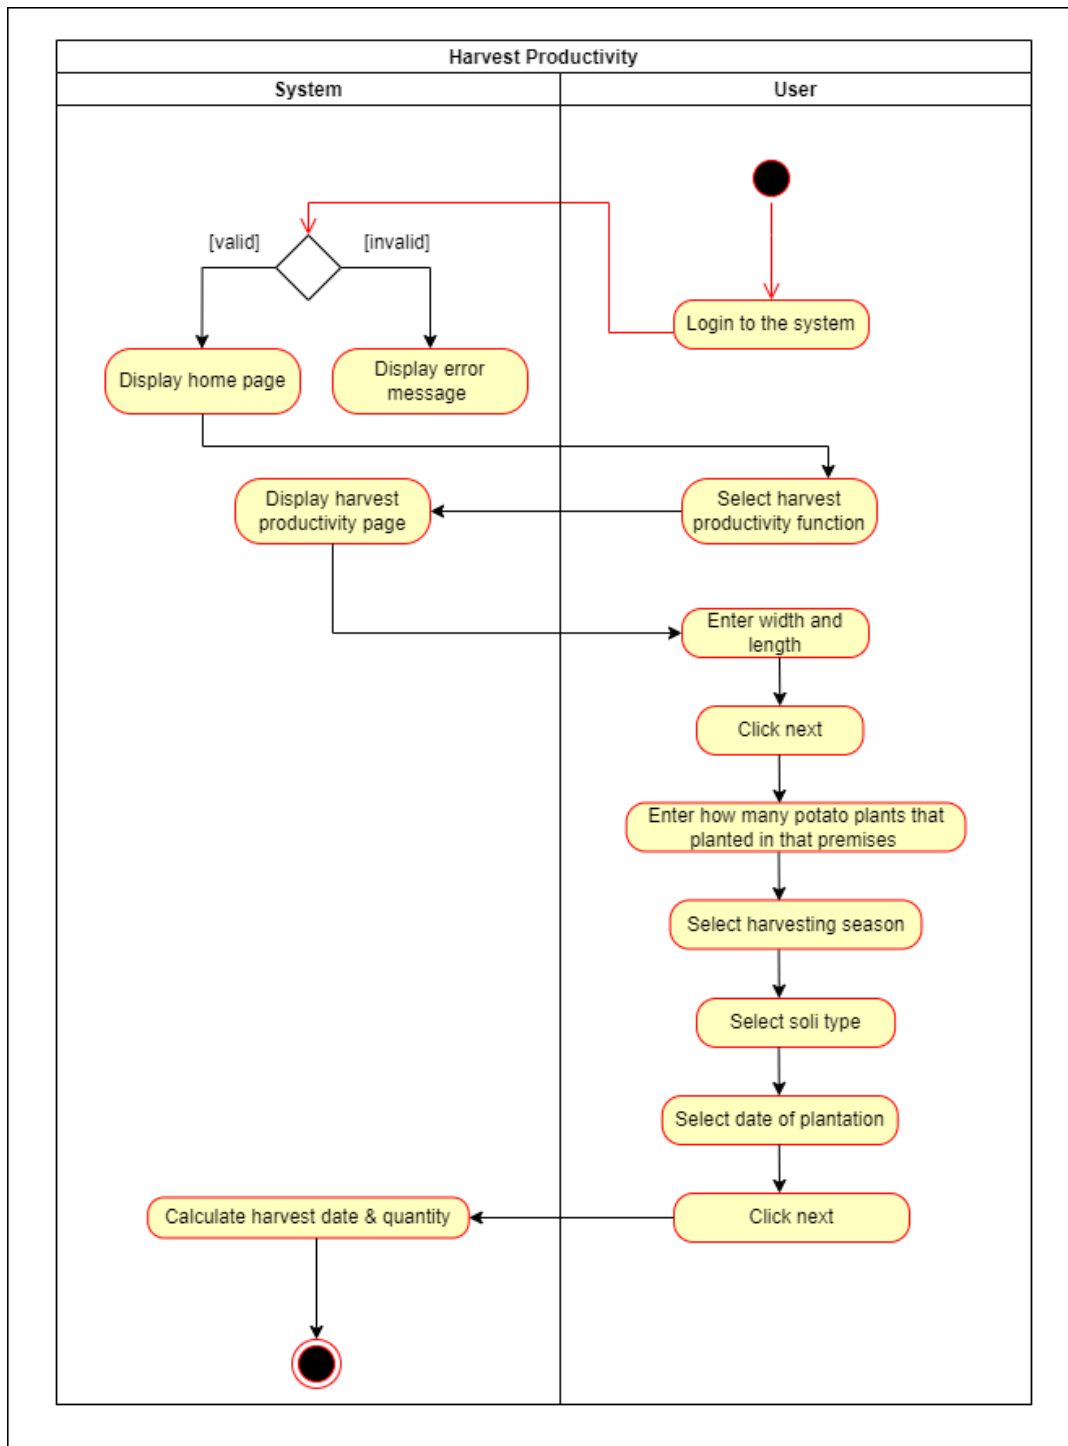 Harvest Productivity
System
User
[valid]
[invalid]
Login to the system
Display home page
Display error
message
Display harvest
productivity page
Select harvest
productivity function
Enter width and
length
Click next
Enter how many potato plants that
planted in that premises
Select harvesting season
Select soli type
Select date of plantation
Calculate harvest date & quantity
Click next